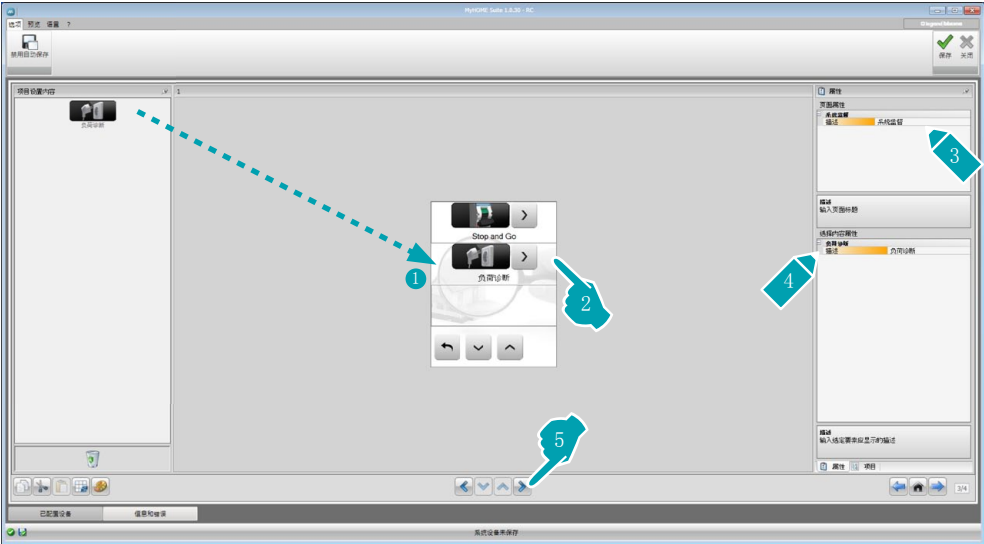 MyHOME Suite 1.8.30 - BC
选项 预览 语言 ?
禁用自动保存
保存 关闭
项目设置内容
1
属性
负荷诊断
页面属性
系统监督
描述 系统监督
3
描述
输入页面标题
选择内容属性
负荷诊断
描述 负荷诊断
4
Stop and Go
1
负荷诊断
2
5
描述
输入选定要素应显示的描述
属性 项目
3/4
已配置设备 信息和错误
系统设备未保存